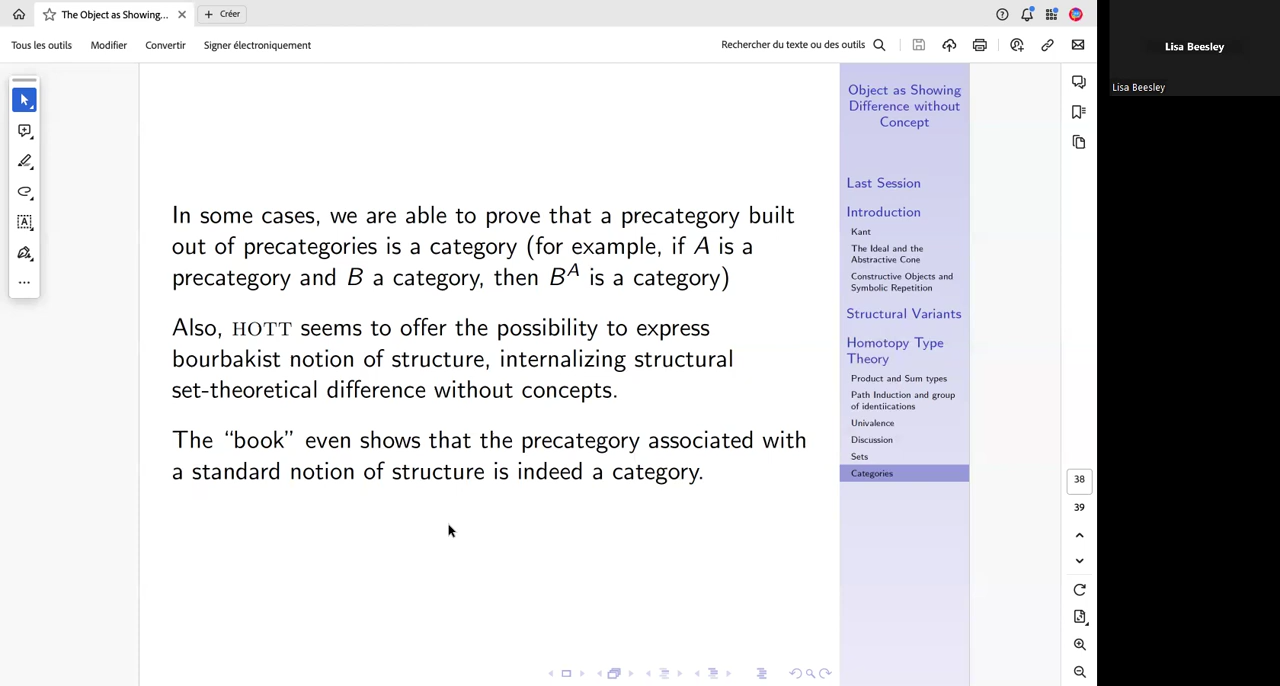 The Object as Showing...
Créer
Tous les outils
Modifier
Convertir
Signer électroniquement
Rechercher du texte ou des outils
Lisa Beesley
Lisa Beesley
In some cases, we are able to prove that a precategory built
out of precategories is a category (for example, if A is a
precategory and B a category, then B^A is a category)
Also, HOTT seems to offer the possibility to express
bourbakist notion of structure, internalizing structural
set-theoretical difference without concepts.
The “book” even shows that the precategory associated with
a standard notion of structure is indeed a category.
Object as Showing
Difference without
Concept
Last Session
Introduction
Kant
The Ideal and the
Abstractive Cone
Constructive Objects and
Symbolic Repetition
Structural Variants
Homotopy Type
Theory
Product and Sum types
Path Induction and group
of identiications
Univalence
Discussion
Sets
Categories
38
39